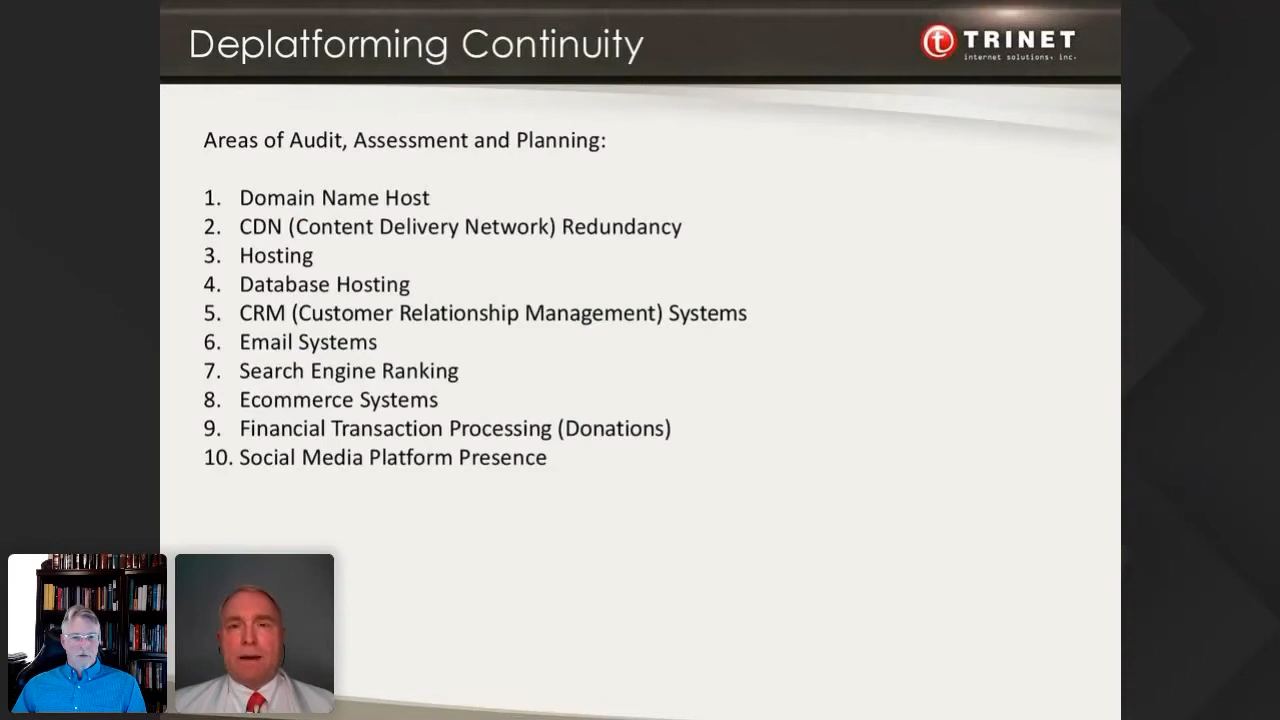 Deplatforming Continuity
TRINET
internet solutions, inc.
Areas of Audit, Assessment and Planning:
1. Domain Name Host
2. CDN (Content Delivery Network) Redundancy
3. Hosting
4. Database Hosting
5. CRM (Customer Relationship Management) Systems
6. Email Systems
7. Search Engine Ranking
8. Ecommerce Systems
9. Financial Transaction Processing (Donations)
10. Social Media Platform Presence